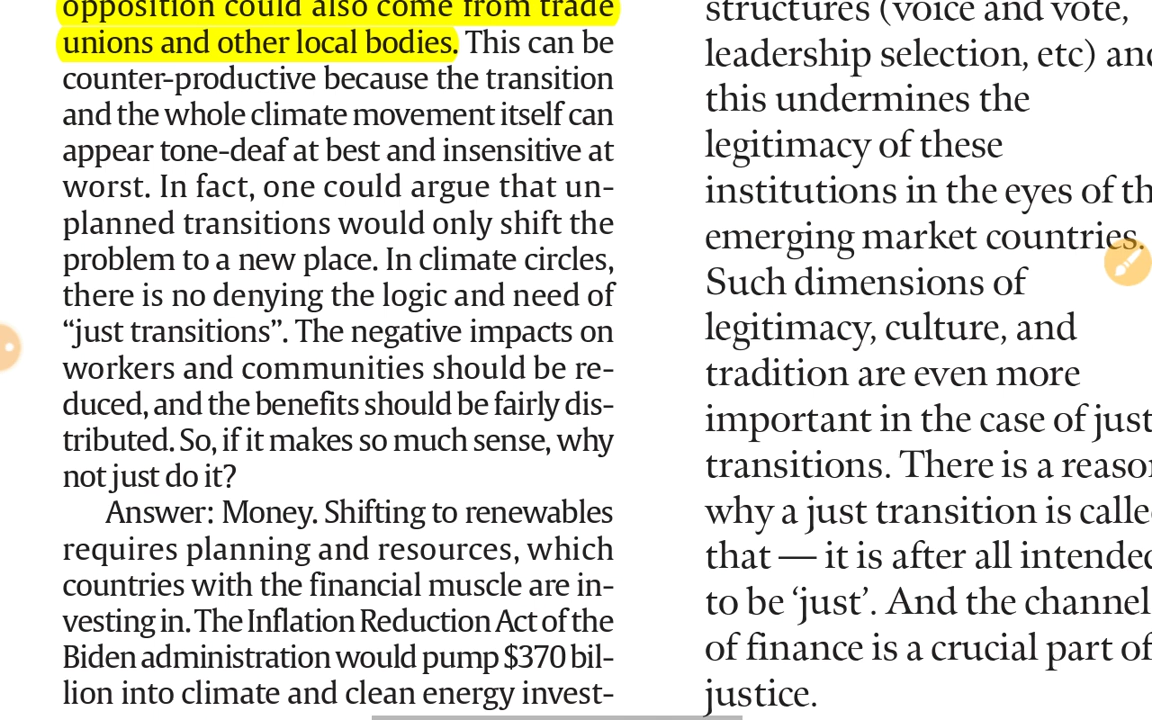 opposition could also come from trade
unions and other local bodies. This can be
counter-productive because the transition
and the whole climate movement itself can
appear tone-deaf at best and insensitive at
worst. In fact, one could argue that un-
planned transitions would only shift the
problem to a new place. In climate circles,
there is no denying the logic and need of
“just transitions”. The negative impacts on
workers and communities should be re-
duced, and the benefits should be fairly dis-
tributed. So, if it makes so much sense, why
not just do it?
Answer: Money. Shifting to renewables
requires planning and resources, which
countries with the financial muscle are in-
vesting in. The Inflation Reduction Act of the
Biden administration would pump $370 bil-
lion into climate and clean energy invest-
structures (voice and vote,
leadership selection, etc) and
this undermines the
legitimacy of these
institutions in the eyes of th
emerging market countries.
Such dimensions of
legitimacy, culture, and
tradition are even more
important in the case of just
transitions. There is a reason
why a just transition is calle
that — it is after all intended
to be ‘just’. And the channel
of finance is a crucial part of
justice.